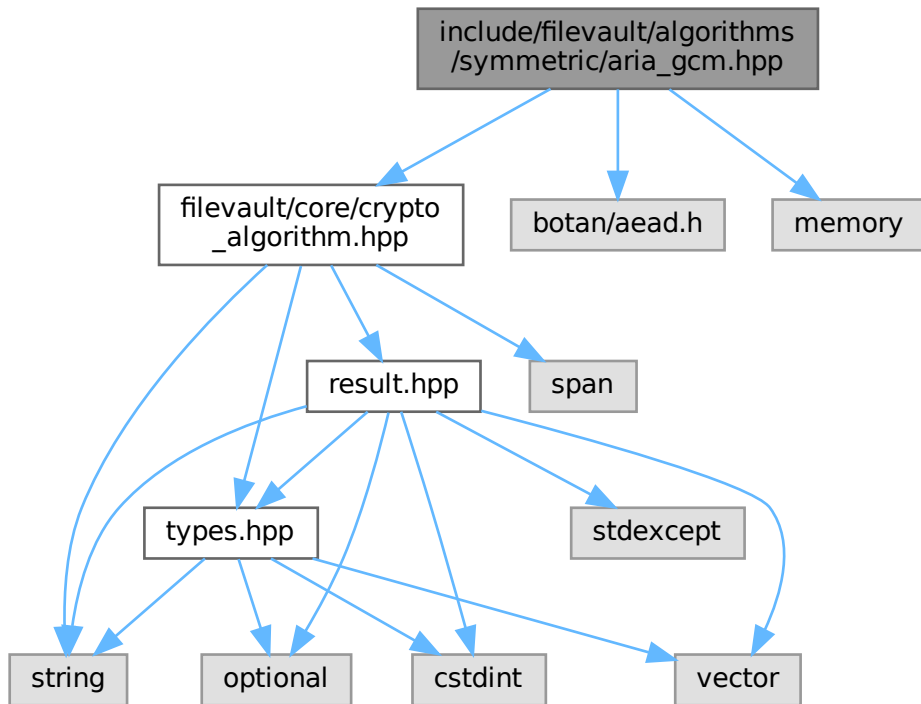 include/filevault/algorithms
/symmetric/aria_gcm.hpp
filevault/core/crypto
_algorithm.hpp
botan/aead.h
memory
result.hpp
span
types.hpp
stdexcept
string
optional
cstdint
vector